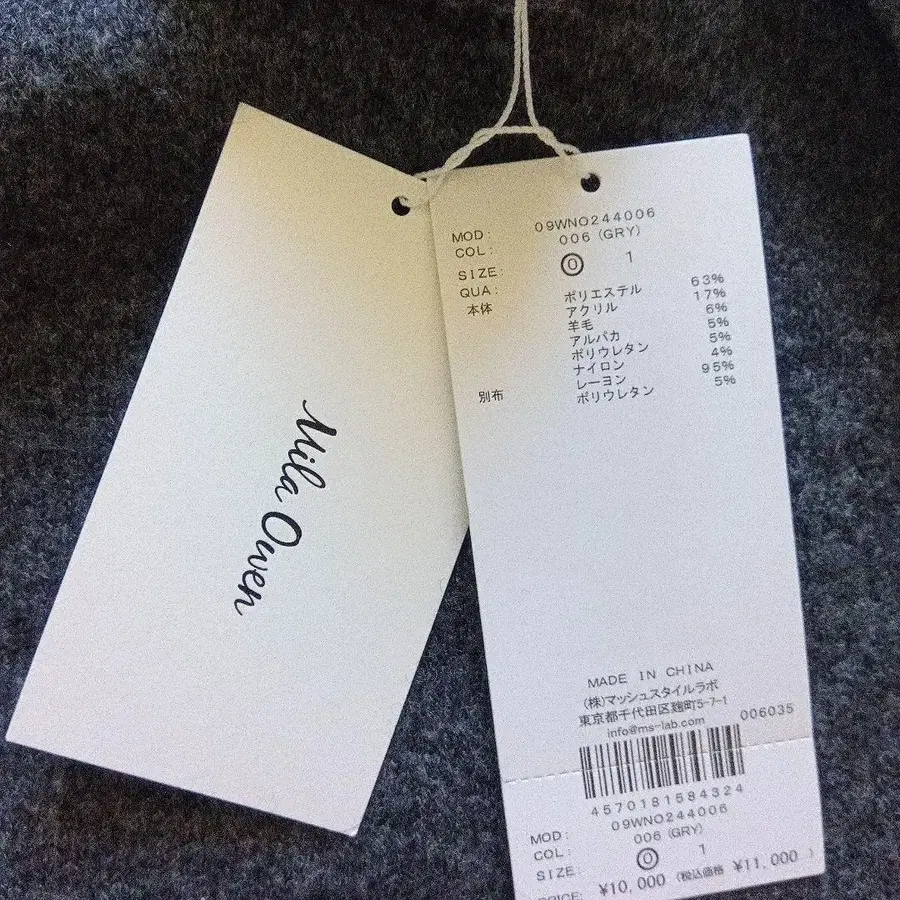 Mila Owen
MOD: 09WNO244006
COL: 006 (GRY)
SIZE: 0 1
QUA:
本体 ポリエステル 63%
アクリル 17%
羊毛 6%
アルパカ 5%
ポリウレタン 5%
ナイロン 4%
別布 レーヨン 95%
ポリウレタン 5%
MADE IN CHINA
(株)マッシュスタイルラボ
東京都千代田区麹町5-7-1
info@ms-lab.com
006035
4570181584324
MOD: 09WNO244006
COL: 006 (GRY)
SIZE: 0 1
PRICE: ¥10,000 (税込価格 ¥11,000 )